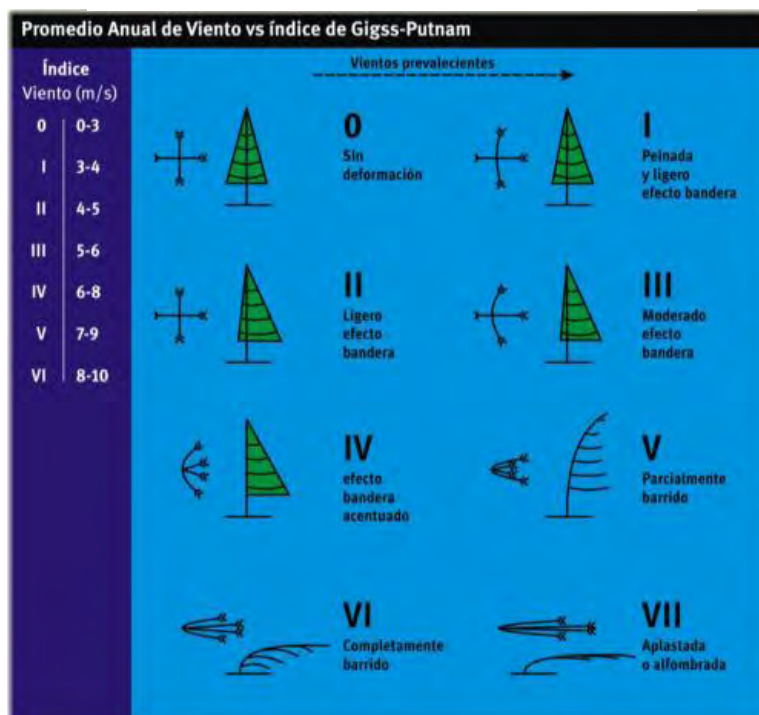 Promedio Anual de Viento vs índice de Gigss-Putnam
Índice
Viento (m/s)
0 0-3
I 3-4
II 4-5
III 5-6
IV 6-8
V 7-9
VI 8-10
Vientos prevalecientes
0
Sin
deformación
I
Peinada
y ligero
efecto bandera
II
Ligero
efecto
bandera
III
Moderado
efecto
bandera
IV
efecto
bandera
acentuado
V
Parcialmente
barrido
VI
Completamente
barrido
VII
Aplastada
o alfombrada